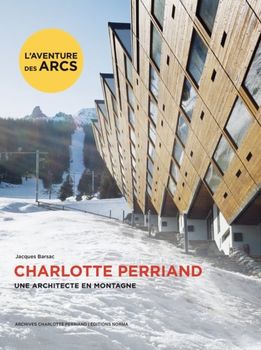 L'AVENTURE
DES ARCS
Jacques Barsac
CHARLOTTE PERRIAND
UNE ARCHITECTE EN MONTAGNE
ARCHIVES CHARLOTTE PERRIAND | ÉDITIONS NORMA